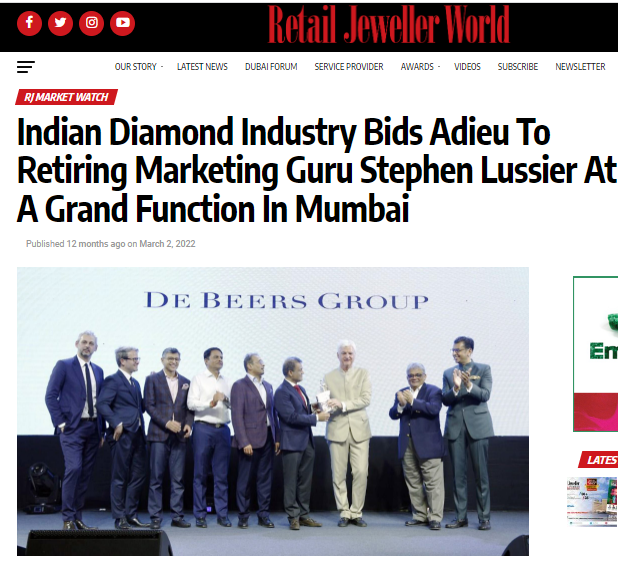 Retail Jeweller World
OUR STORY
LATEST NEWS
DUBAI FORUM
SERVICE PROVIDER
AWARDS
VIDEOS
SUBSCRIBE
NEWSLETTER
RJ MARKET WATCH
Indian Diamond Industry Bids Adieu To
Retiring Marketing Guru Stephen Lussier At
A Grand Function In Mumbai
Published 12 months ago on March 2, 2022
DE BEERS GROUP
Em
LATES